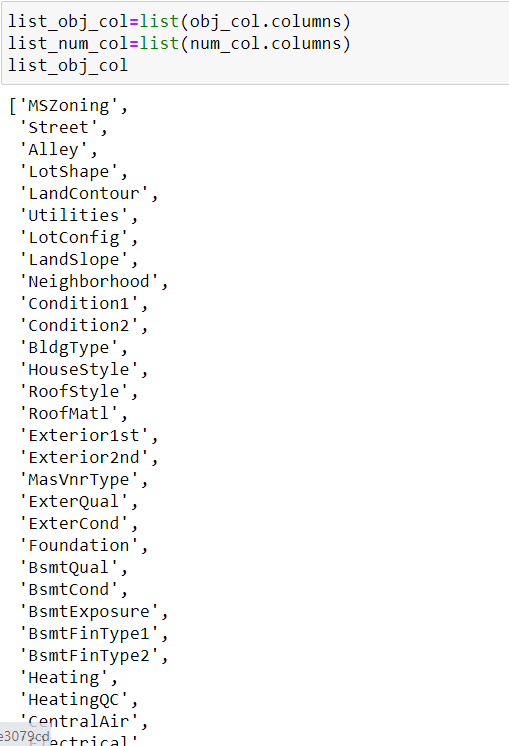 list_obj_col=list(obj_col.columns)
list_num_col=list(num_col.columns)
list_obj_col
['MSZoning',
'Street',
'Alley',
'LotShape',
'LandContour',
'Utilities',
'LotConfig',
'LandSlope',
'Neighborhood',
'Condition1',
'Condition2',
'BldgType',
'HouseStyle',
'RoofStyle',
'RoofMatl',
'Exterior1st',
'Exterior2nd',
'MasVnrType',
'ExterQual',
'ExterCond',
'Foundation',
'BsmtQual',
'BsmtCond',
'BsmtExposure',
'BsmtFinType1',
'BsmtFinType2',
'Heating',
'HeatingQC',
'CentralAir',
e3079cd